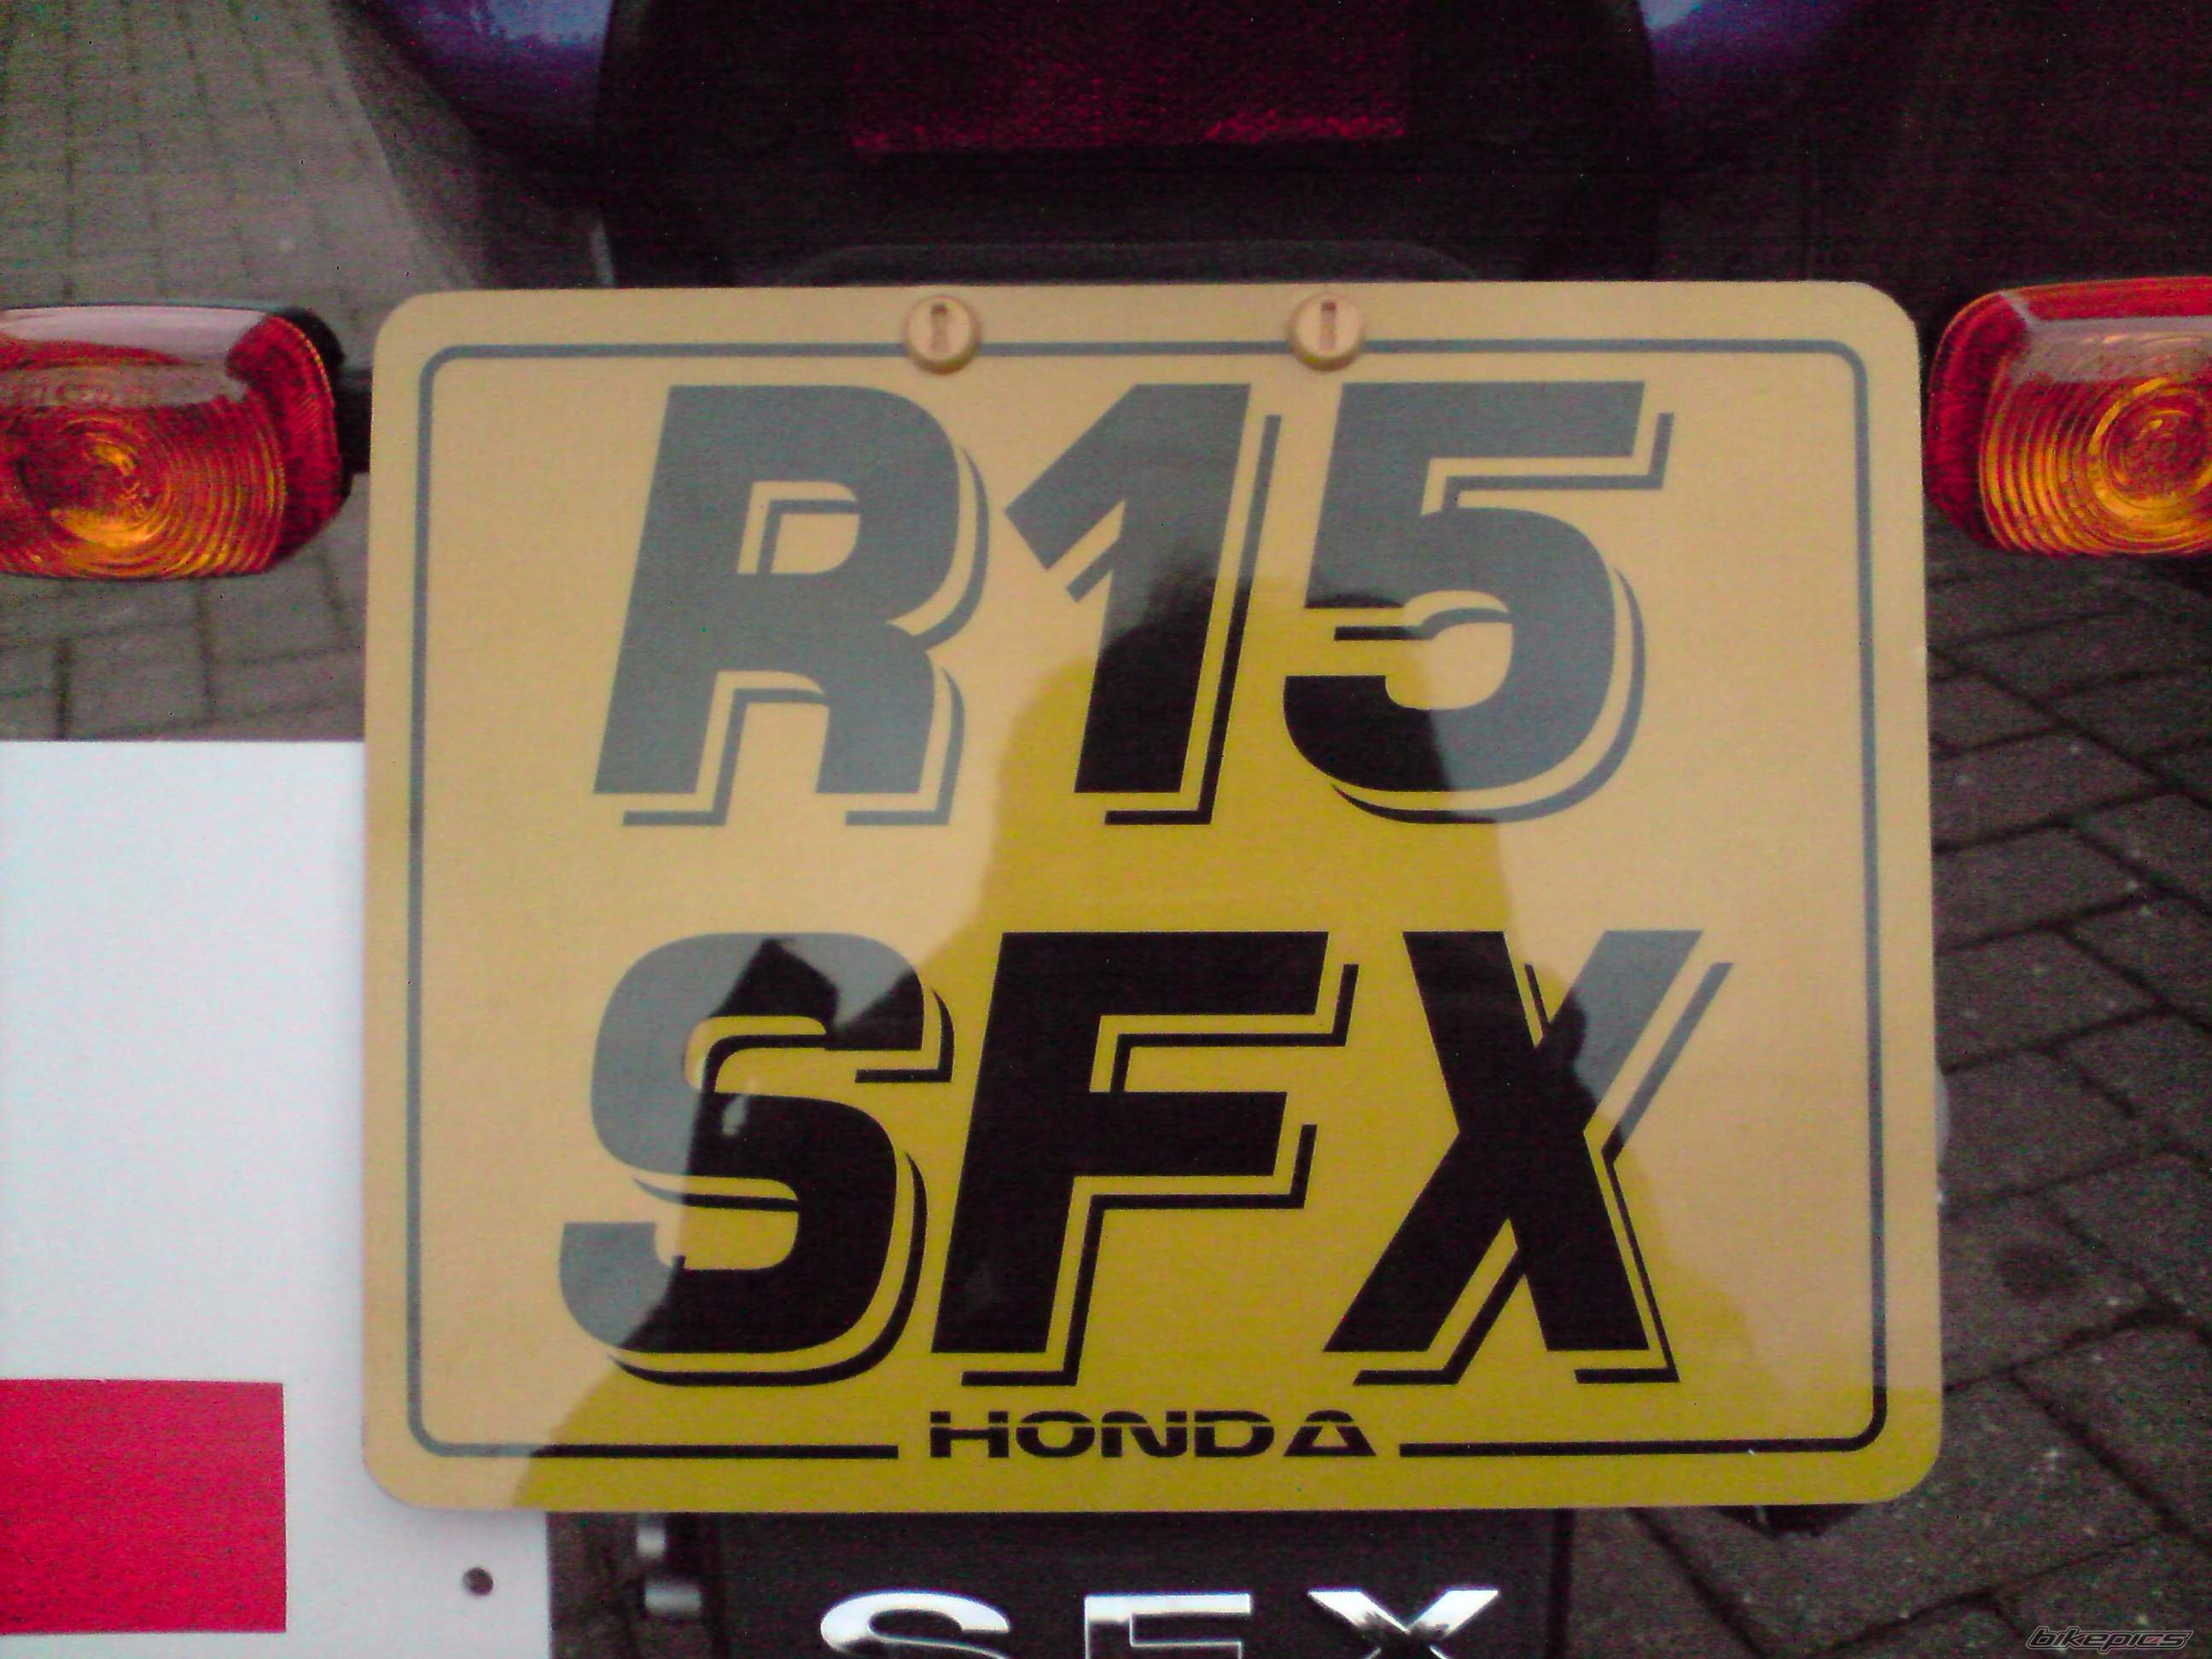 R15
SFX
HONDA
SFX
bikepics